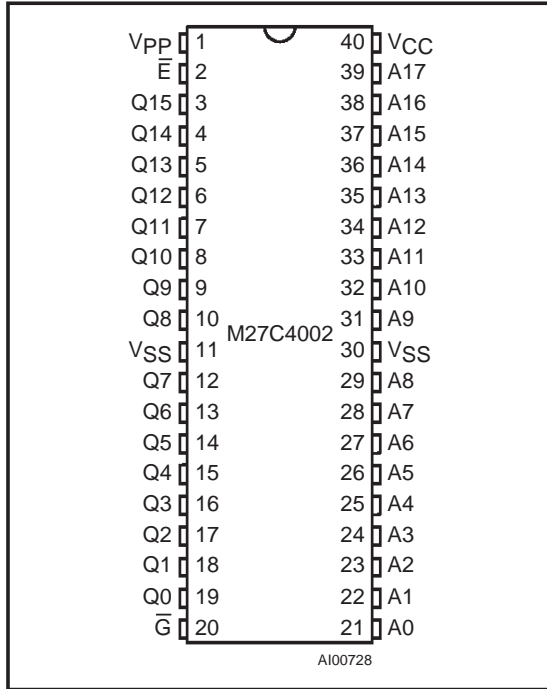 VPP 1 40 VCC
E̅ 2 39 A17
Q15 3 38 A16
Q14 4 37 A15
Q13 5 36 A14
Q12 6 35 A13
Q11 7 34 A12
Q10 8 33 A11
Q9 9 32 A10
Q8 10 31 A9
M27C4002
VSS 11 30 VSS
Q7 12 29 A8
Q6 13 28 A7
Q5 14 27 A6
Q4 15 26 A5
Q3 16 25 A4
Q2 17 24 A3
Q1 18 23 A2
Q0 19 22 A1
G̅ 20 21 A0
AI00728